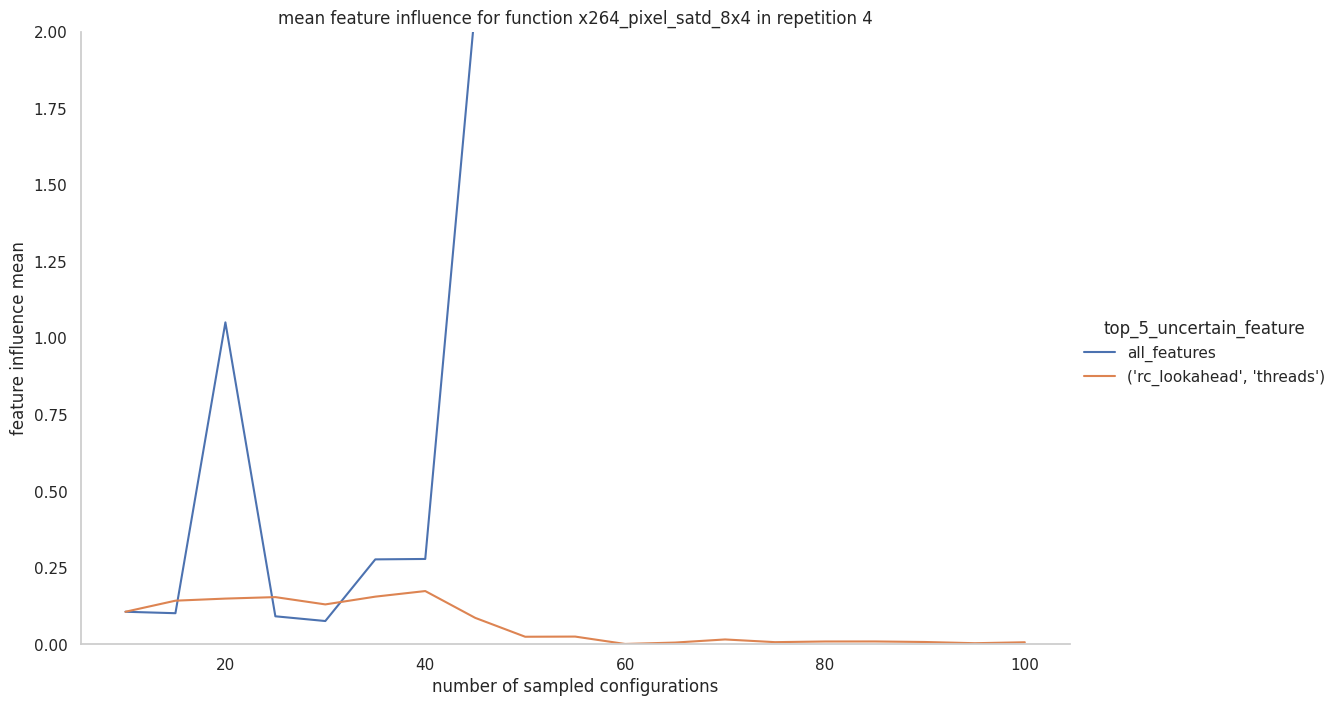 mean feature influence for function x264_pixel_satd_8x4 in repetition 4
feature influence mean
2.00
1.75
1.50
1.25
1.00
0.75
0.50
0.25
0.00
20
40
60
80
100
number of sampled configurations
top_5_uncertain_feature
all_features
('rc_lookahead', 'threads')